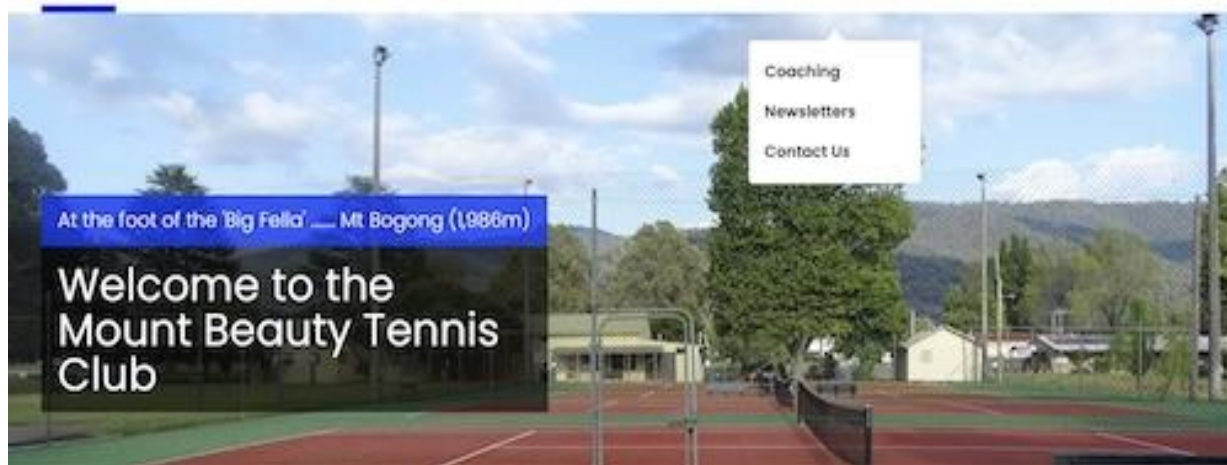 Coaching
Newsletters
Contact Us
At the foot of the 'Big Fella' ..... Mt Bogong (1,986m)
Welcome to the
Mount Beauty Tennis
Club